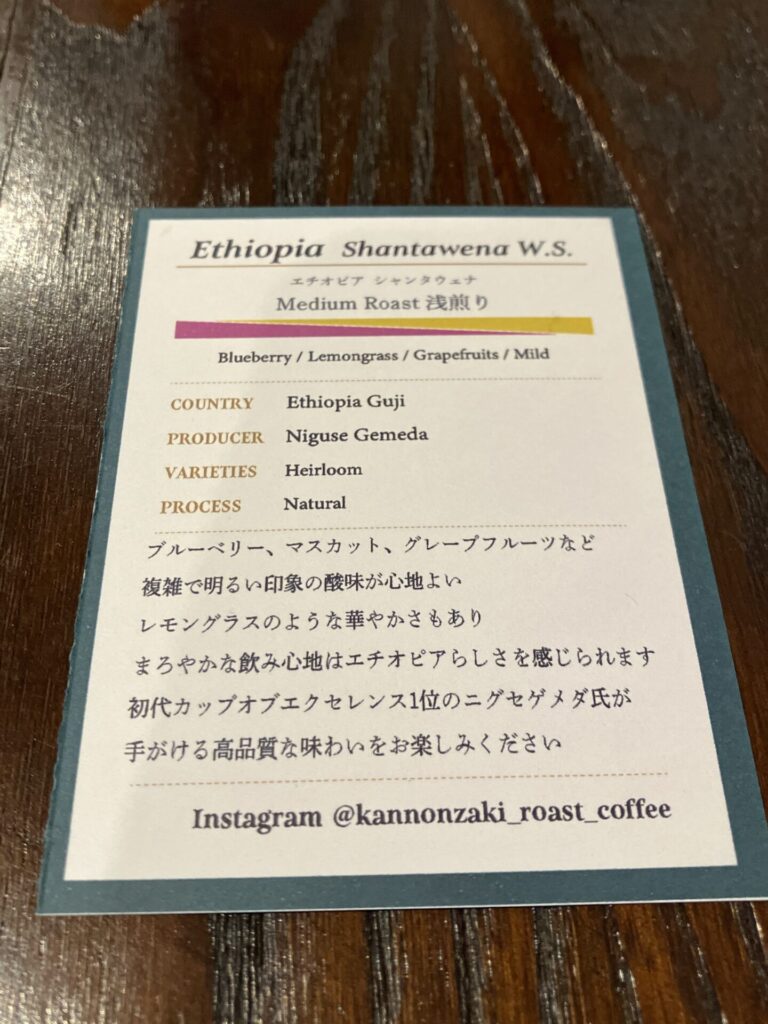 Ethiopia Shantawena W.S.
エチオピア シャンタウェナ
Medium Roast 浅煎り
Blueberry / Lemongrass / Grapefruits / Mild
COUNTRY Ethiopia Guji
PRODUCER Niguse Gemeda
VARIETIES Heirloom
PROCESS Natural
ブルーベリー、マスカット、グレープフルーツなど
複雑で明るい印象の酸味が心地よい
レモングラスのような華やかさもあり
まろやかな飲み心地はエチオピアらしさを感じられます
初代カップオブエクセレンス1位のニグセゲメダ氏が
手がける高品質な味わいをお楽しみください
Instagram @kannonzaki_roast_coffee